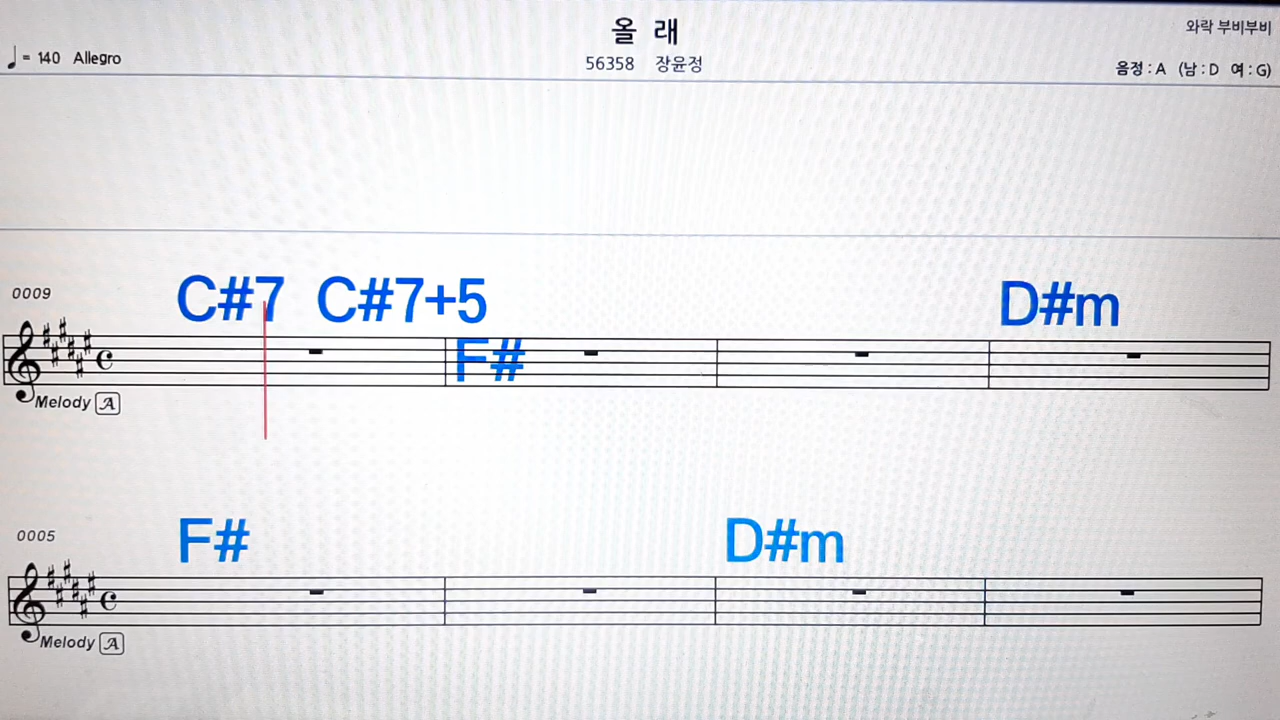 올 래
와락 부비부비
♩= 140 Allegro
56358 장윤정
음정 : A (남 : D 여 : G)
C#7 C#7+5 D#m
0009
F#
Melody A
F# D#m
0005
Melody A